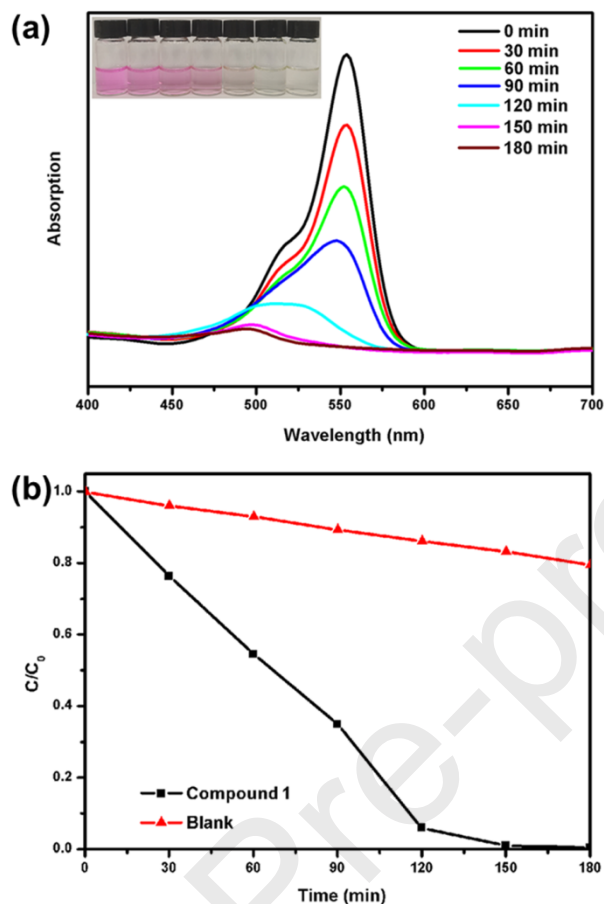 (a)
0 min
30 min
60 min
90 min
120 min
150 min
180 min
Absorption
400 450 500 550 600 650 700
Wavelength (nm)
(b)
1.0
0.8
0.6
0.4
0.2
0.0
C/C0
Compound 1
Blank
0 30 60 90 120 150 180
Time (min)
Pre-pr